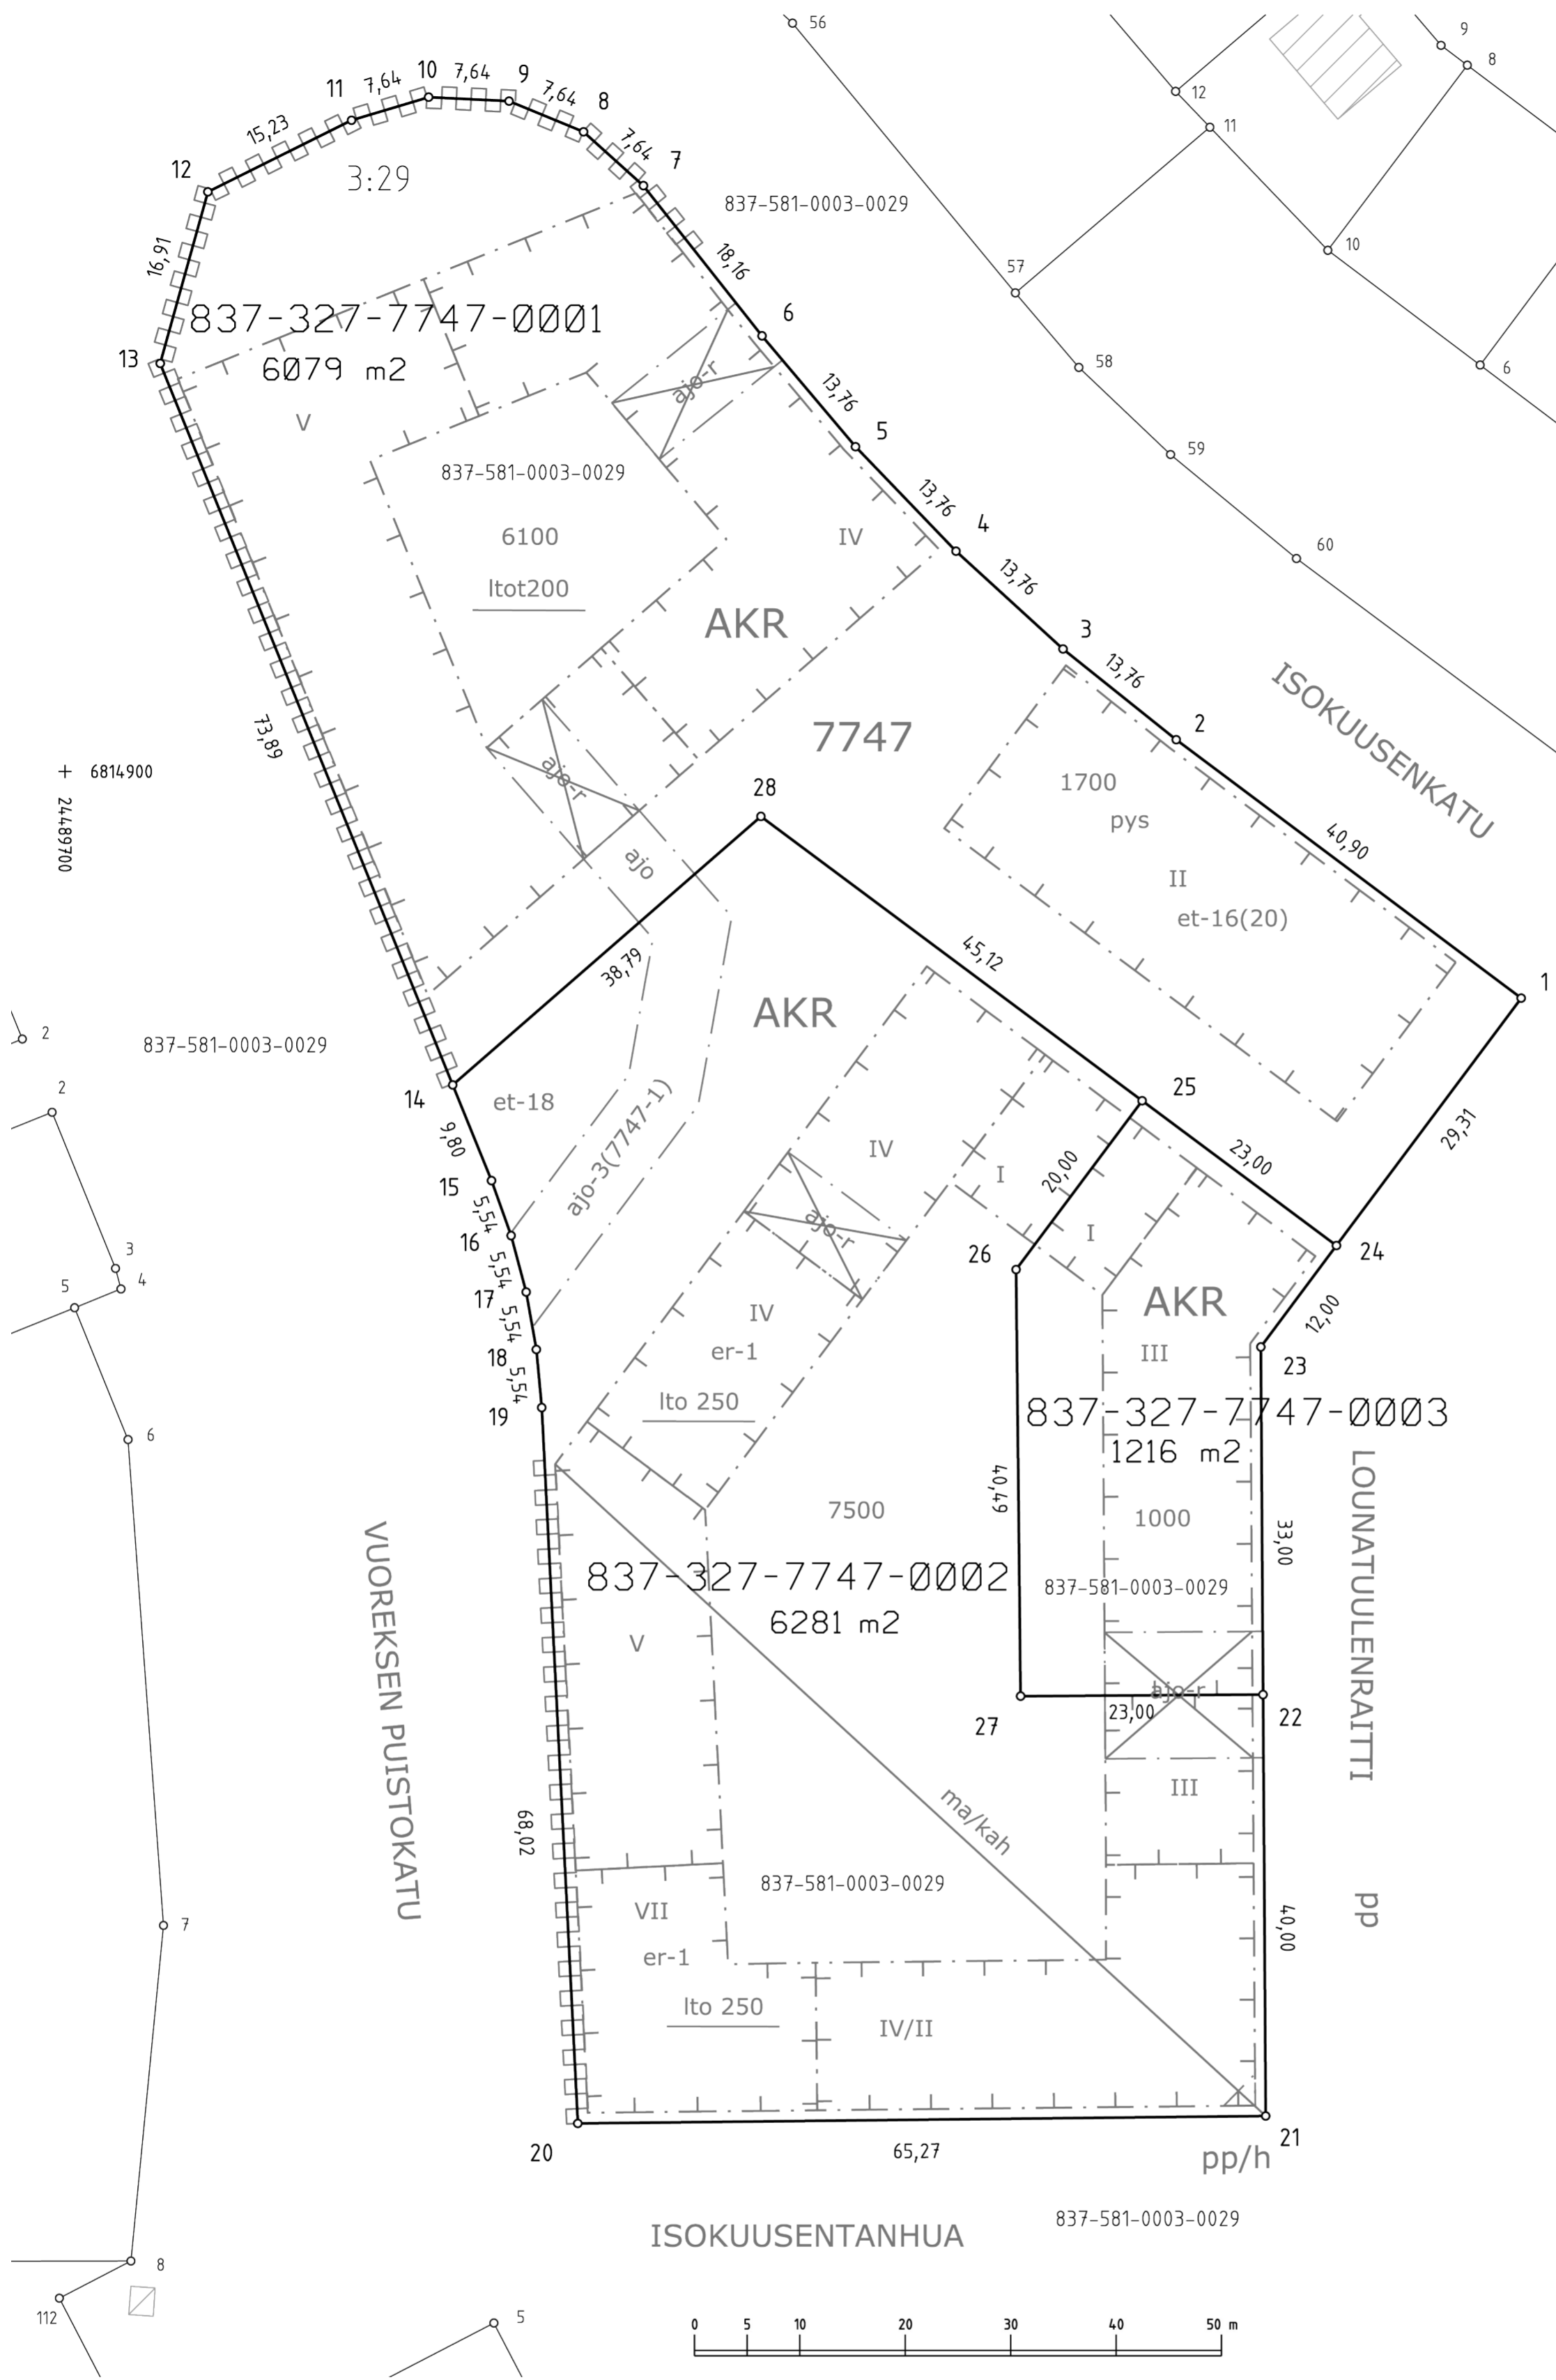 56
9
8
12
11
10
6
57
58
59
60
10
7,64
9
7,64
8
11
7,64
7,64
7
15,23
12
3:29
837-581-0003-0029
16,91
18,16
837-327-7747-0001
6
13
6079 m2
ajo-r
V
13,76
5
837-581-0003-0029
6100
IV
13,76
4
ltot200
13,76
AKR
3
13,76
ISOKUUSENKATU
73,89
7747
2
+ 6814900
24489700
ajo-r
28
1700
pys
40,90
ajo
II
et-16(20)
38,79
45,12
1
AKR
2
837-581-0003-0029
2
14
et-18
25
9,80
ajo-3(7747-1)
IV
29,31
I
20,00
23,00
15
5,54
ajo-r
I
16
26
24
3
5,54
4
5
17
IV
AKR
12,00
5,54
er-1
III
18
23
5,54
lto 250
19
837-327-7747-0003
6
1216 m2
40,49
7500
1000
33,00
LOUNATUULENRAITTI
VUOREKSEN PUISTOKATU
837-327-7747-0002
837-581-0003-0029
6281 m2
V
ajo-r
27
23,00
22
III
ma/kah
68,02
837-581-0003-0029
VII
pp
7
40,00
er-1
lto 250
IV/II
20
65,27
21
pp/h
837-581-0003-0029
ISOKUUSENTANHUA
8
112
5
0 5 10 20 30 40 50 m